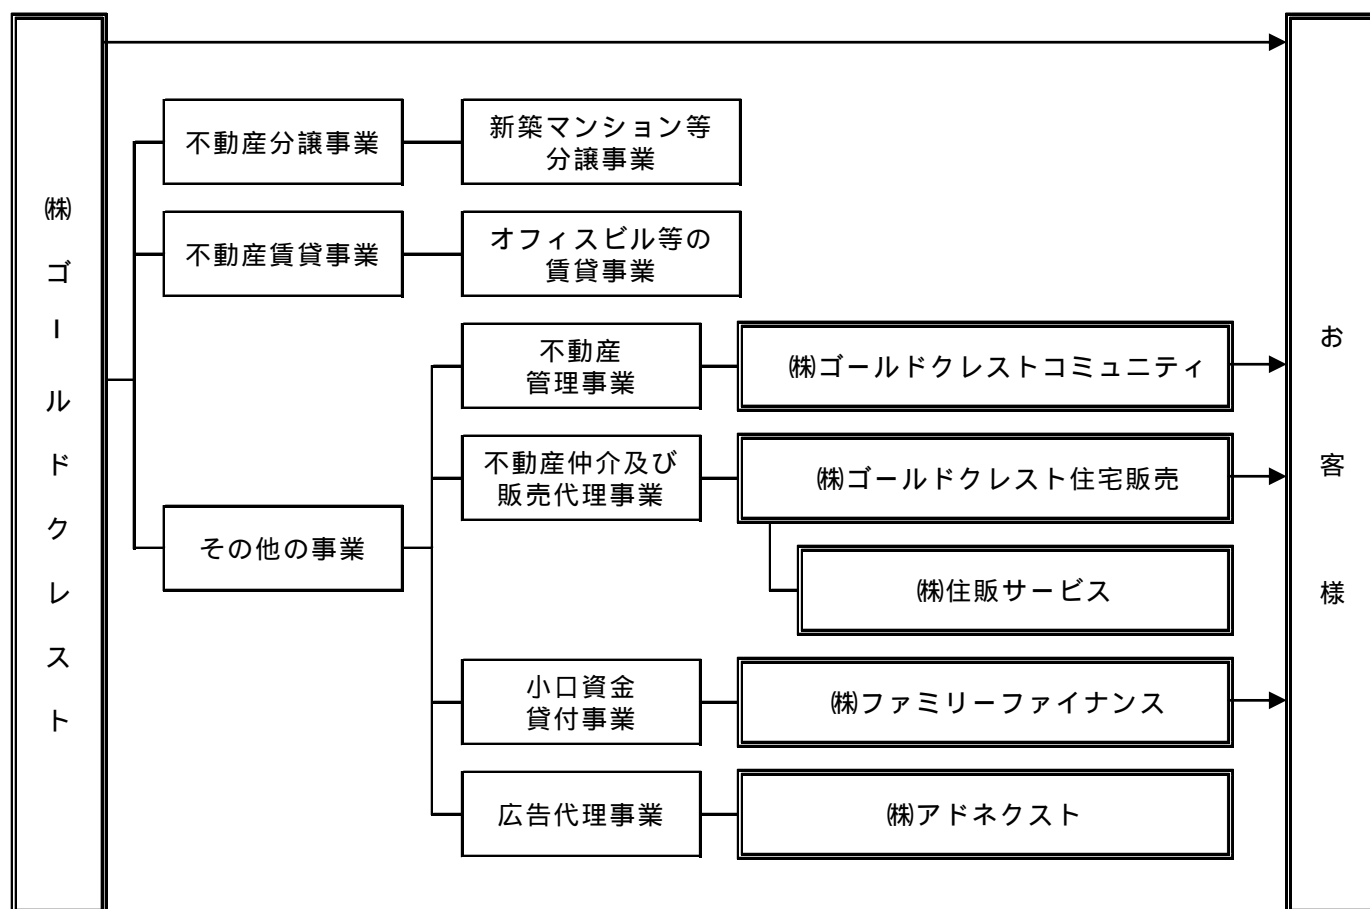 ㈱ゴールドクレスト
不動産分譲事業
新築マンション等
分譲事業
不動産賃貸事業
オフィスビル等の
賃貸事業
その他の事業
不動産
管理事業
㈱ゴールドクレストコミュニティ
不動産仲介及び
販売代理事業
㈱ゴールドクレスト住宅販売
㈱住販サービス
小口資金
貸付事業
㈱ファミリーファイナンス
広告代理事業
㈱アドネクスト
お客様